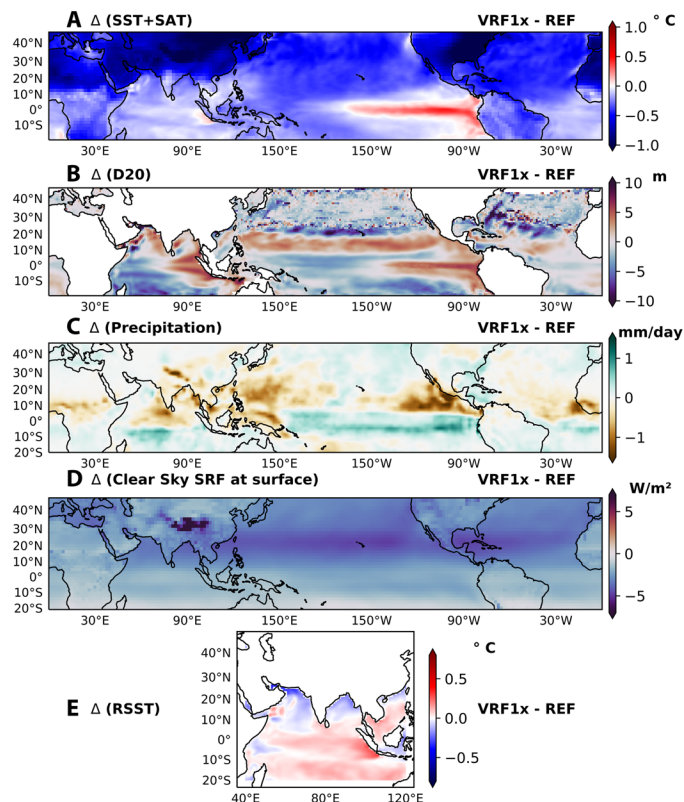 A Δ (SST+SAT) VRF1x - REF
1.0 ° C
40°N
30°N
20°N
10°N
0°
10°S
0.5
0.0
−0.5
−1.0
30°E 90°E 150°E 150°W 90°W 30°W
B Δ (D20) VRF1x - REF m
40°N
30°N
20°N
10°N
0°
10°S
10
5
0
−5
−10
30°E 90°E 150°E 150°W 90°W 30°W
C Δ (Precipitation) VRF1x - REF mm/day
40°N
30°N
20°N
10°N
0°
10°S
20°S
1
0
−1
30°E 90°E 150°E 150°W 90°W 30°W
D Δ (Clear Sky SRF at surface) VRF1x - REF W/m²
40°N
30°N
20°N
10°N
0°
10°S
20°S
5
0
−5
30°E 90°E 150°E 150°W 90°W 30°W
° C
40°N
30°N
20°N
10°N
0°
10°S
20°S
E Δ (RSST) VRF1x - REF
0.5
0.0
−0.5
40°E 80°E 120°E